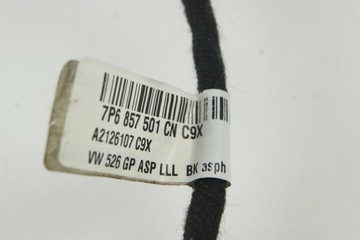 7P6 857 501 CN C9X
A2126107 C9X
VW 526 GP ASP LLL BK asph